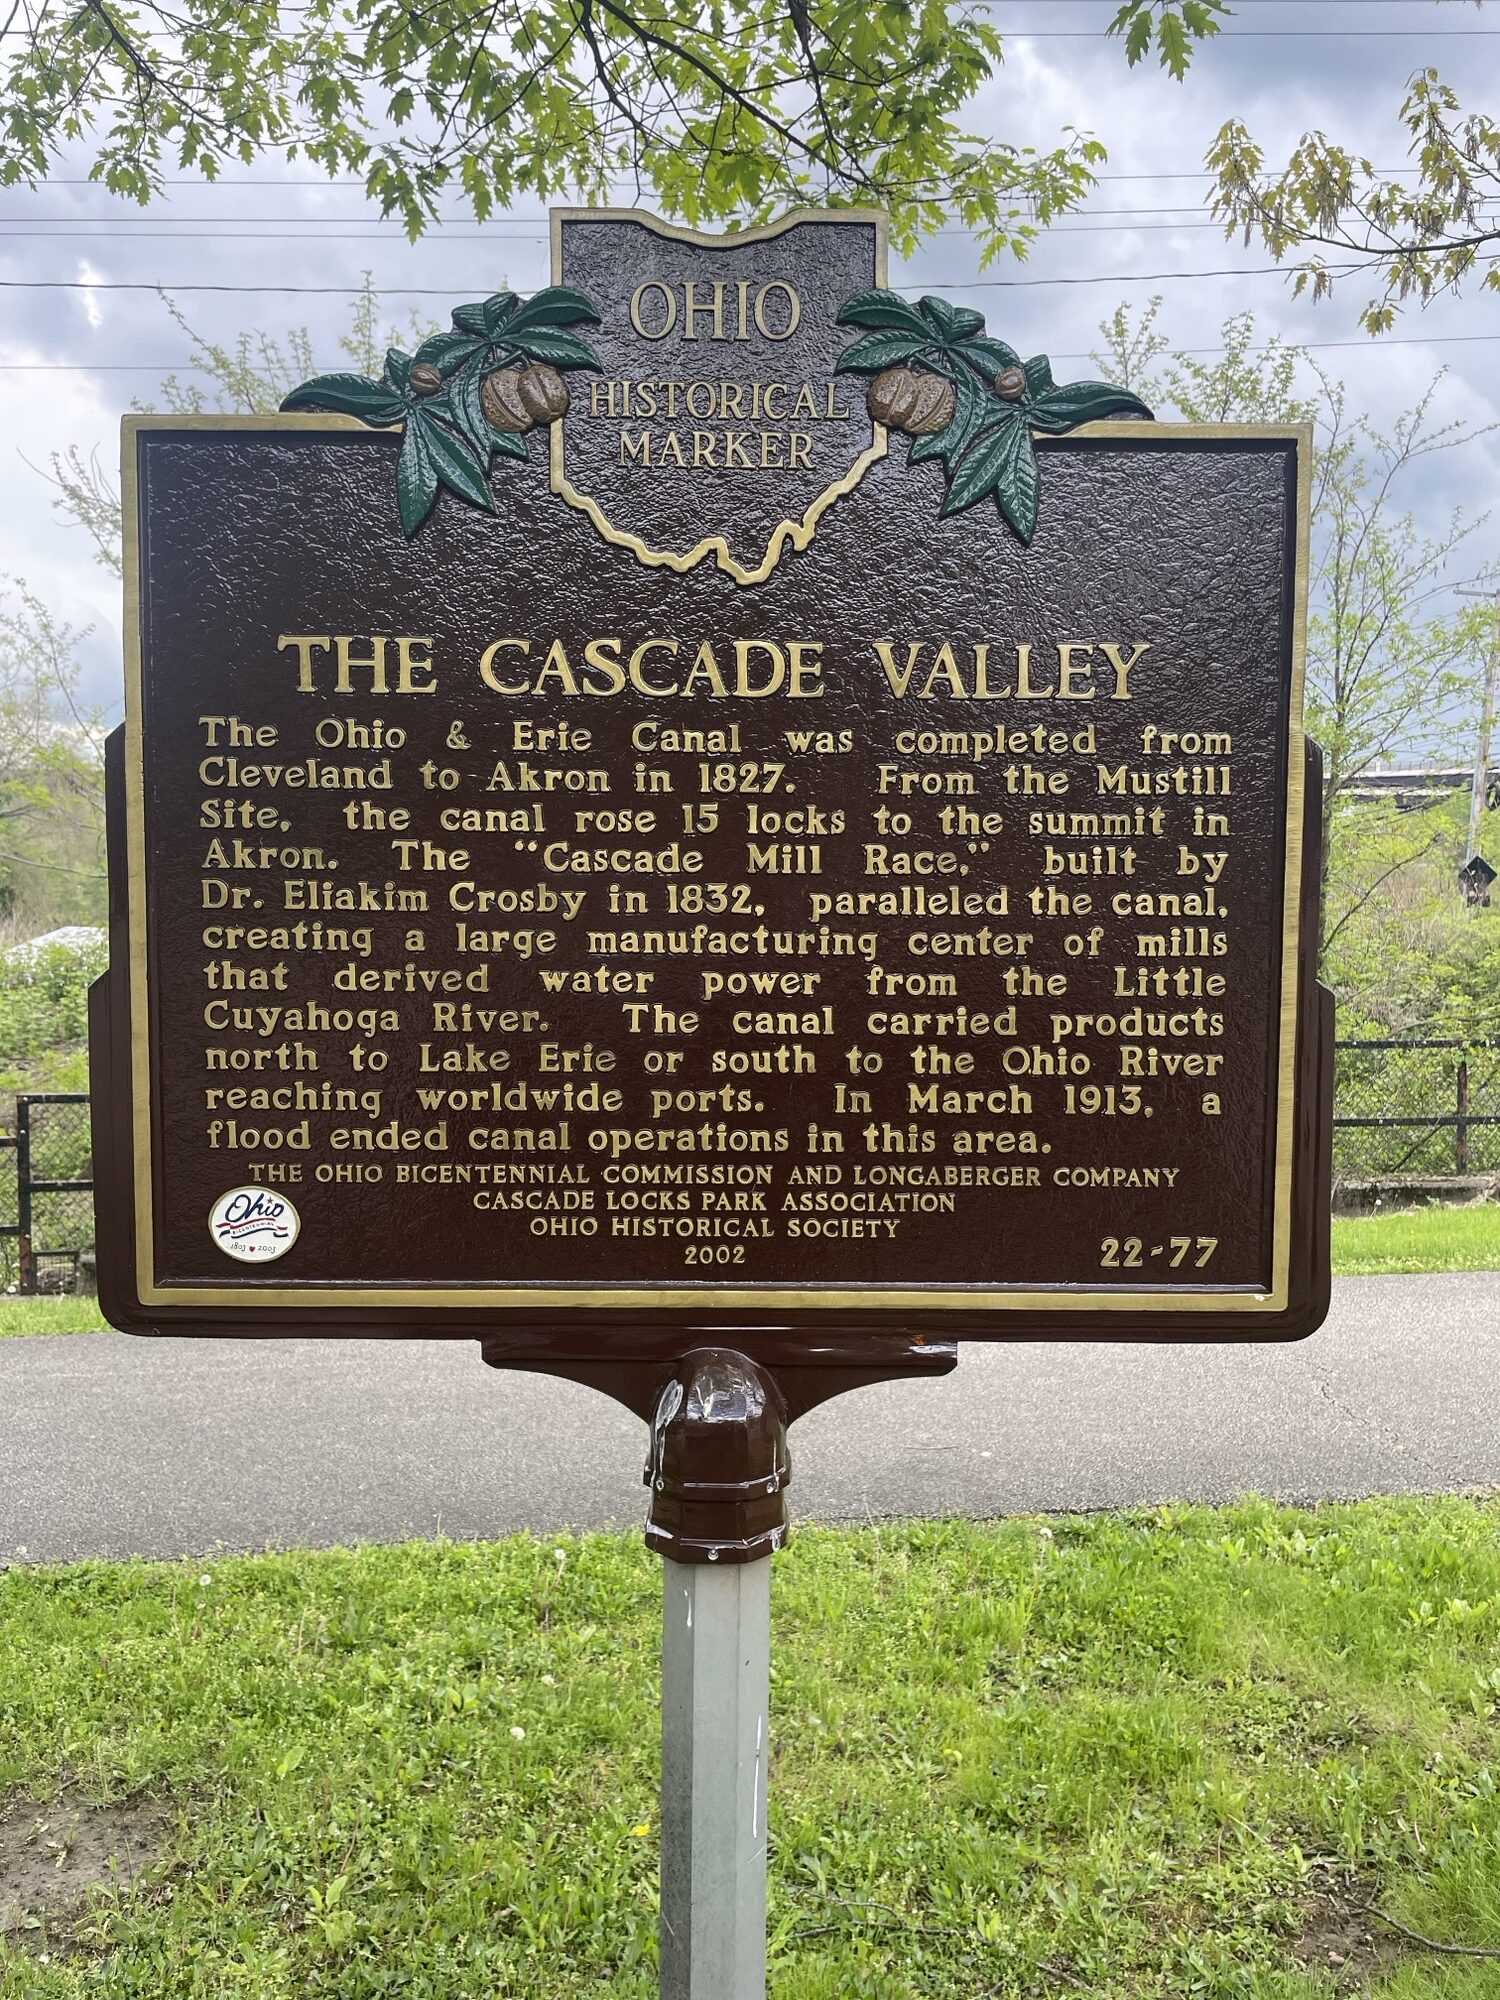 OHIO
HISTORICAL
MARKER
THE CASCADE VALLEY
The Ohio & Erie Canal was completed from
Cleveland to Akron in 1827. From the Mustill
Site, the canal rose 15 locks to the summit in
Akron. The “Cascade Mill Race,” built by
Dr. Eliakim Crosby in 1832, paralleled the canal,
creating a large manufacturing center of mills
that derived water power from the Little
Cuyahoga River. The canal carried products
north to Lake Erie or south to the Ohio River
reaching worldwide ports. In March 1913, a
flood ended canal operations in this area.
THE OHIO BICENTENNIAL COMMISSION AND LONGABERGER COMPANY
CASCADE LOCKS PARK ASSOCIATION
OHIO HISTORICAL SOCIETY
2002
22-77
Ohio
BICENTENNIAL
1803 2003